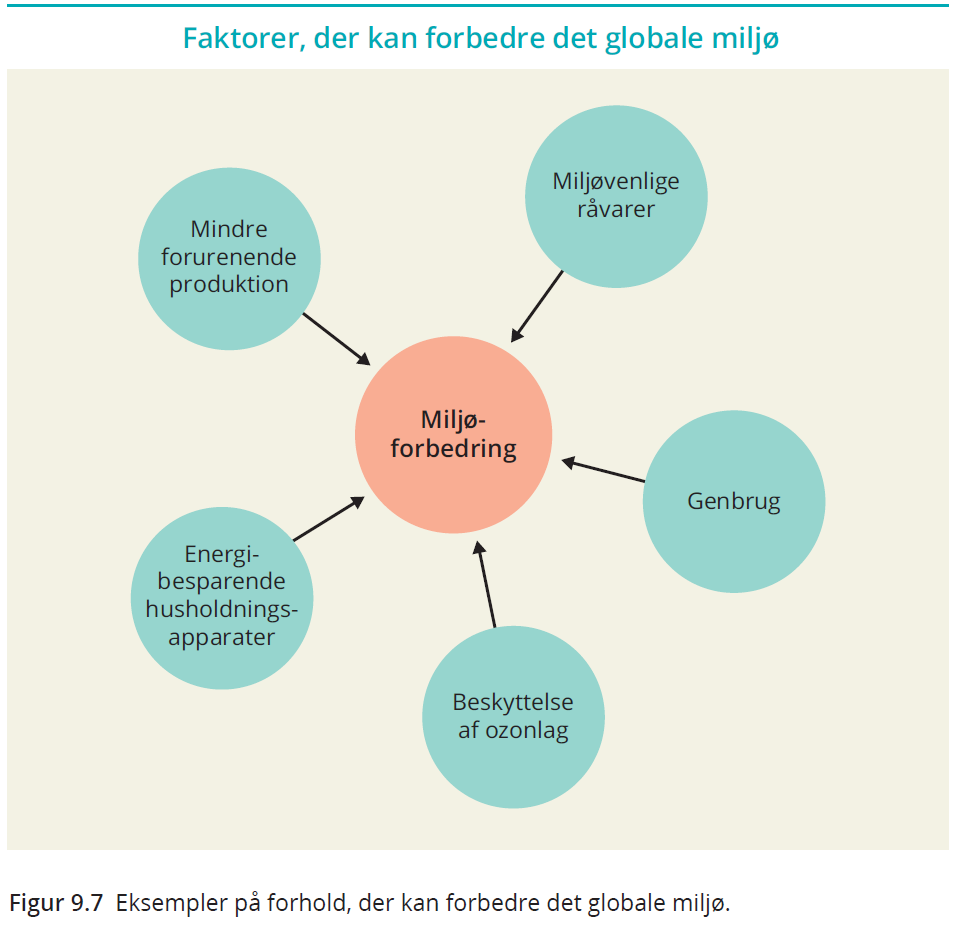 Faktorer, der kan forbedre det globale miljø
Miljøvenlige
råvarer
Mindre
forurenende
produktion
Miljø-
forbedring
Genbrug
Energi-
besparende
husholdnings-
apparater
Beskyttelse
af ozonlag
Figur 9.7 Eksempler på forhold, der kan forbedre det globale miljø.